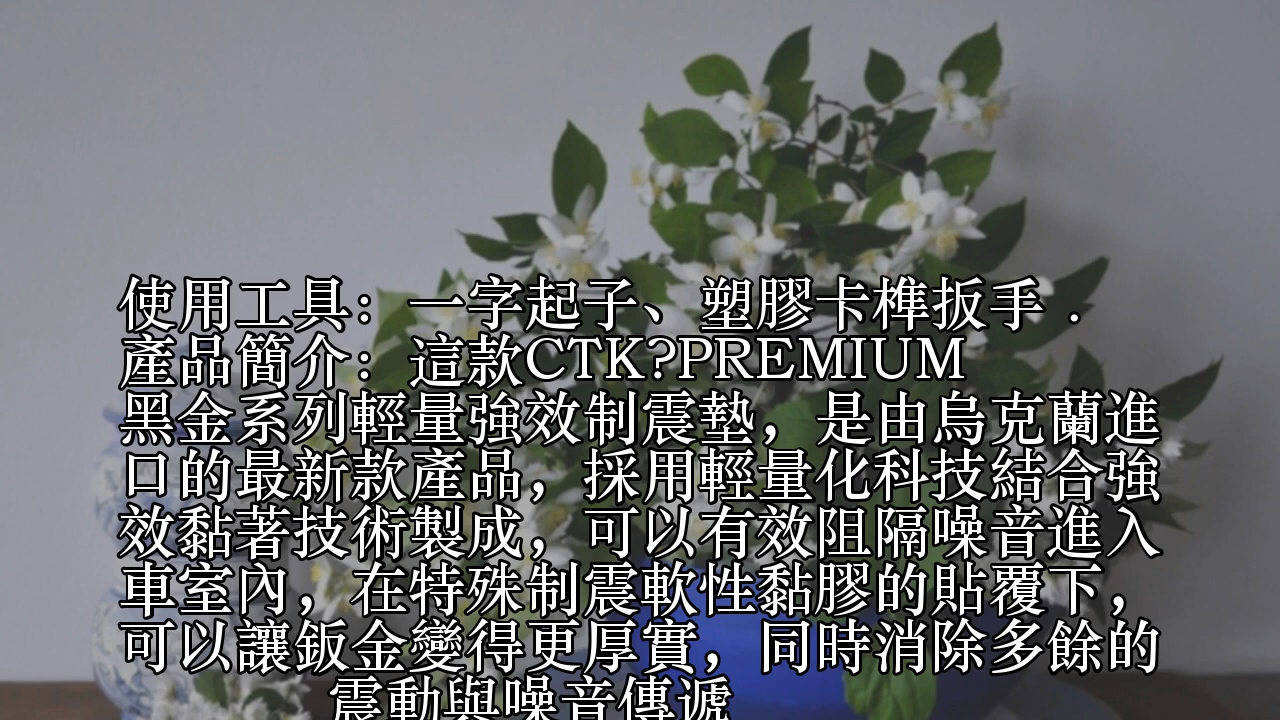 使用工具：一字起子、塑膠卡榫扳手．
產品簡介：這款CTK?PREMIUM
黑金系列輕量強效制震墊，是由烏克蘭進
口的最新款產品，採用輕量化科技結合強
效黏著技術製成，可以有效阻隔噪音進入
車室內，在特殊制震軟性黏膠的貼覆下，
可以讓鈑金變得更厚實，同時消除多餘的
震動與噪音傳遞